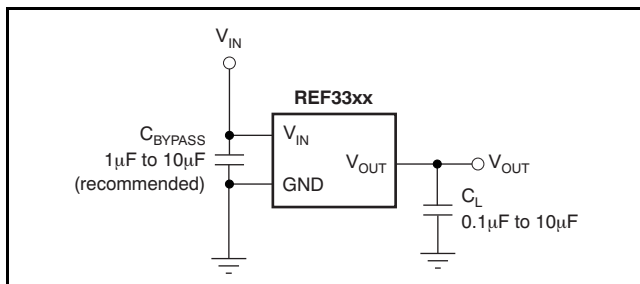 V_IN
REF33xx
C_BYPASS
1μF to 10μF
(recommended)
V_IN
GND
V_OUT
V_OUT
C_L
0.1μF to 10μF